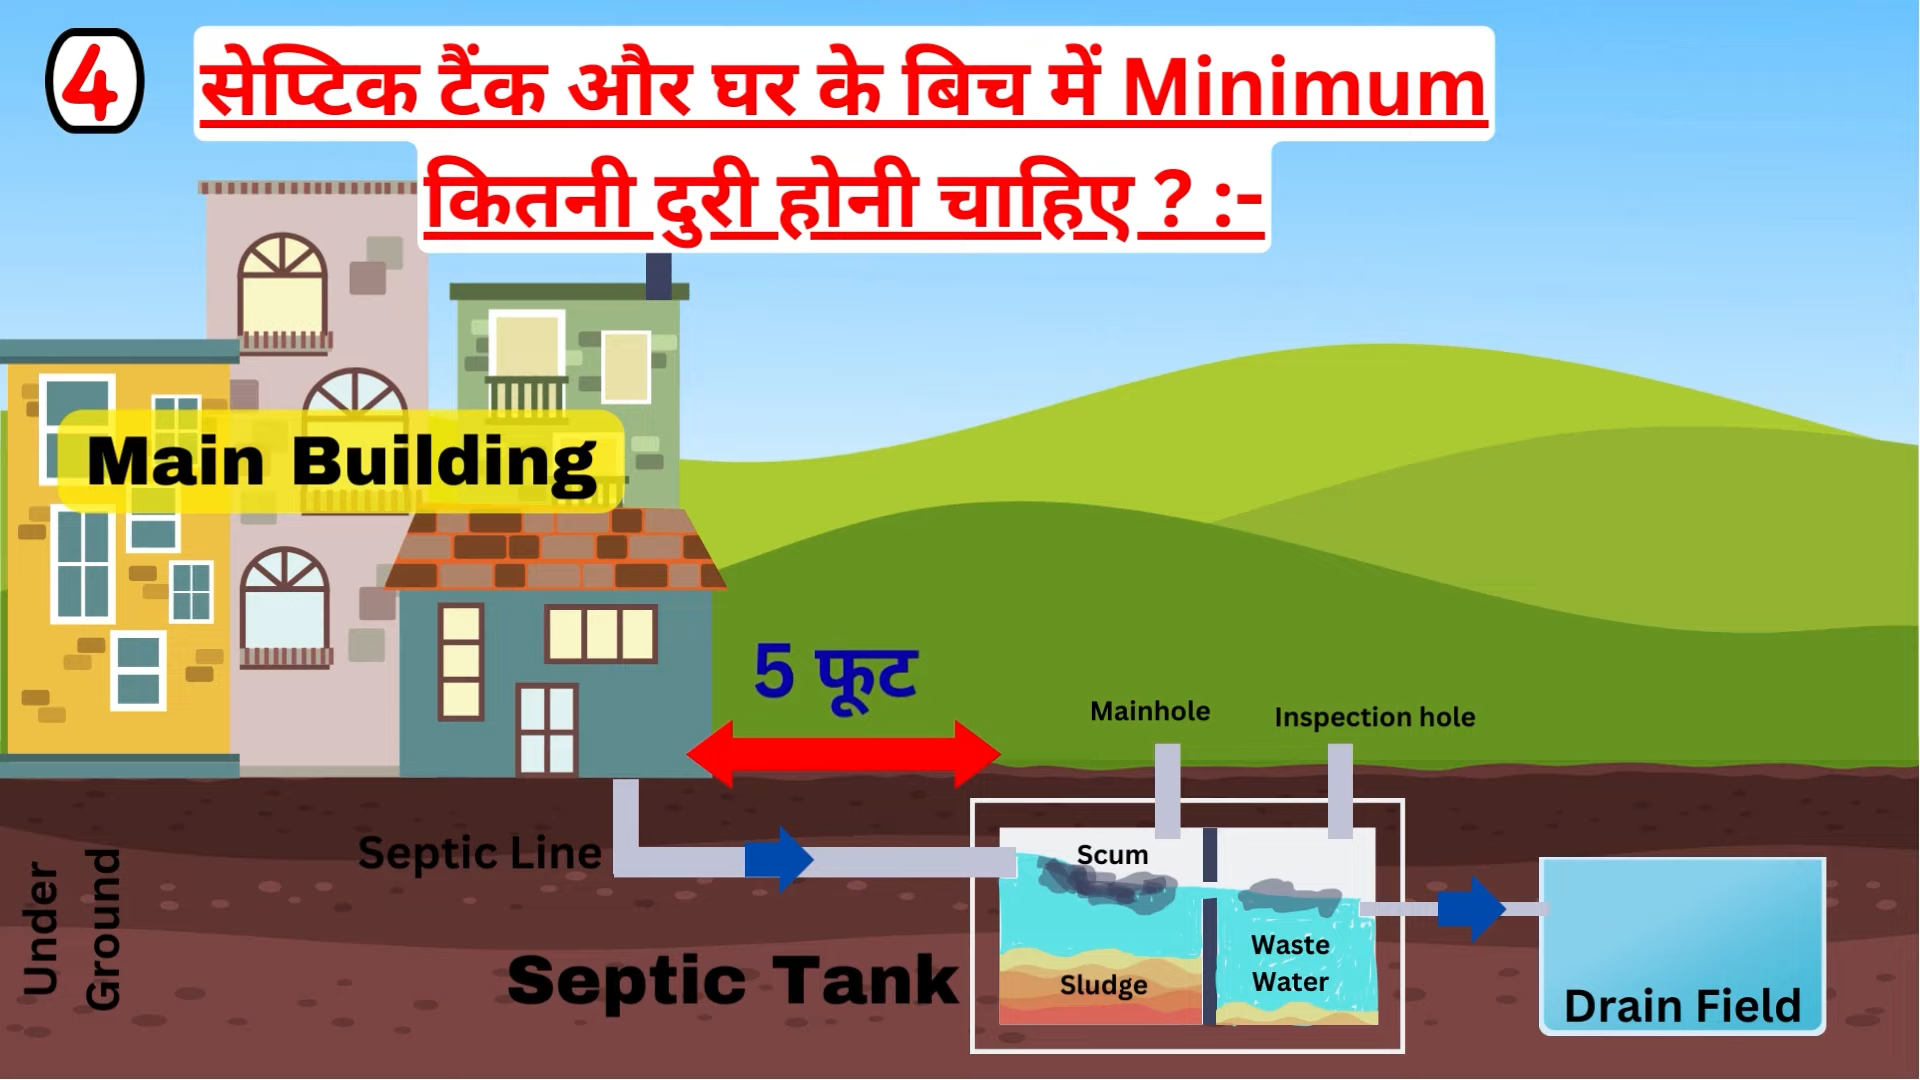 4
सेप्टिक टैंक और घर के बिच में Minimum
कितनी दुरी होनी चाहिए ? :-
Main Building
5 फूट
Mainhole
Inspection hole
Septic Line
Scum
Under
Ground
Waste
Water
Septic Tank
Sludge
Drain Field